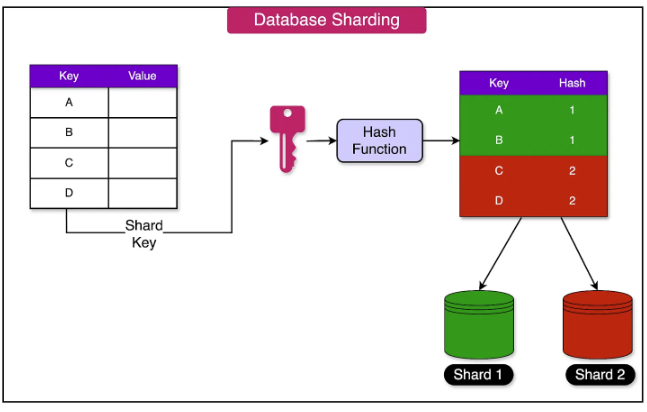 Database Sharding
Key Value
A
B
C
D
Shard
Key
Hash
Function
Key Hash
A 1
B 1
C 2
D 2
Shard 1
Shard 2